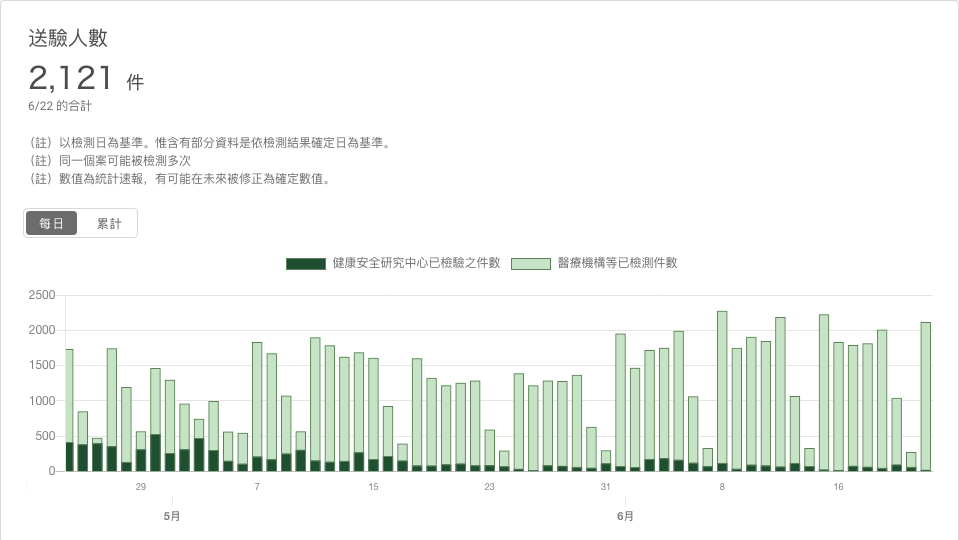 送驗人數
2,121 件
6/22 的合計
（註）以檢測日為基準。惟含有部分資料是依檢測結果確定日為基準。
（註）同一個案可能被檢測多次
（註）數值為統計速報，有可能在未來被修正為確定數值。
每日 累計
健康安全研究中心已檢驗之件數 醫療機構等已檢測件數
2500
2000
1500
1000
500
0
29 7 15 23 31 8 16
5月 6月